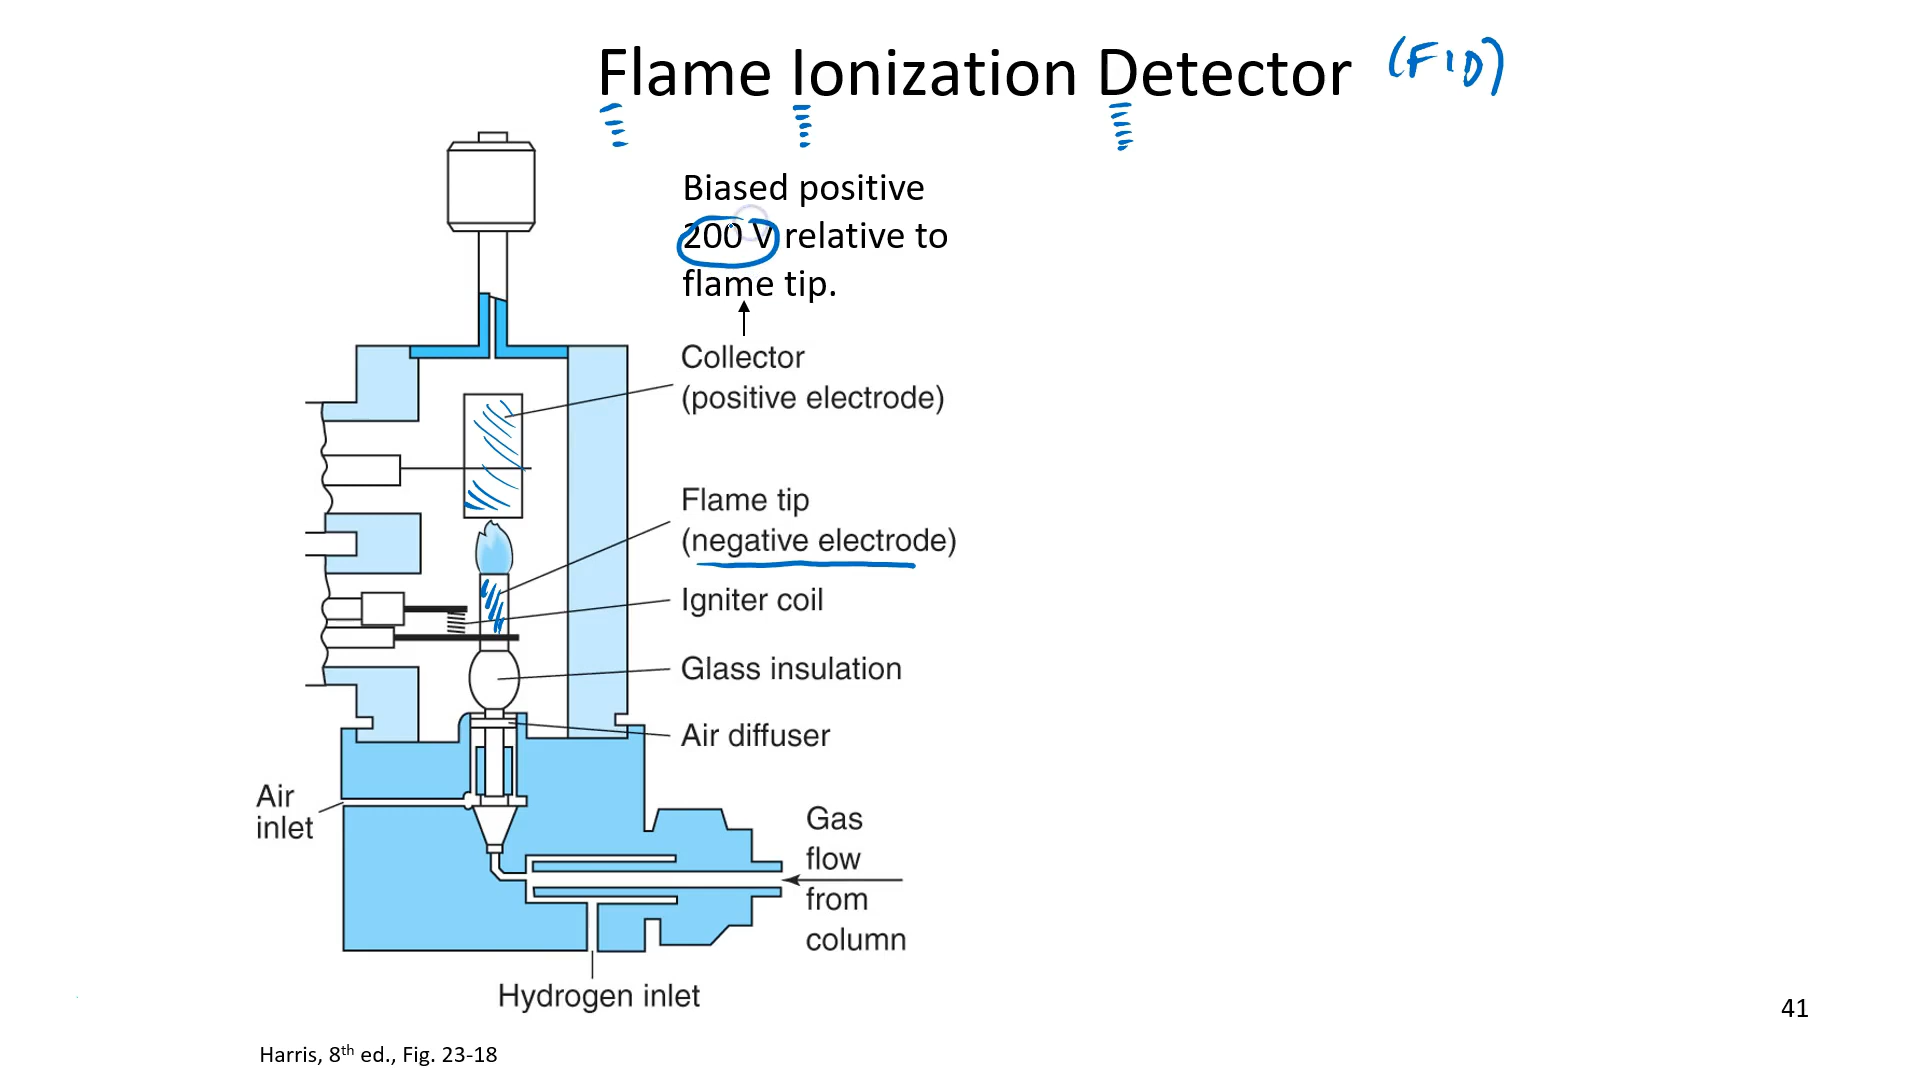 Flame Ionization Detector (FID)
Biased positive
200 V relative to
flame tip.
Collector
(positive electrode)
Flame tip
(negative electrode)
Igniter coil
Glass insulation
Air diffuser
Air
inlet
Gas
flow
from
column
Hydrogen inlet
41
Harris, 8th ed., Fig. 23-18